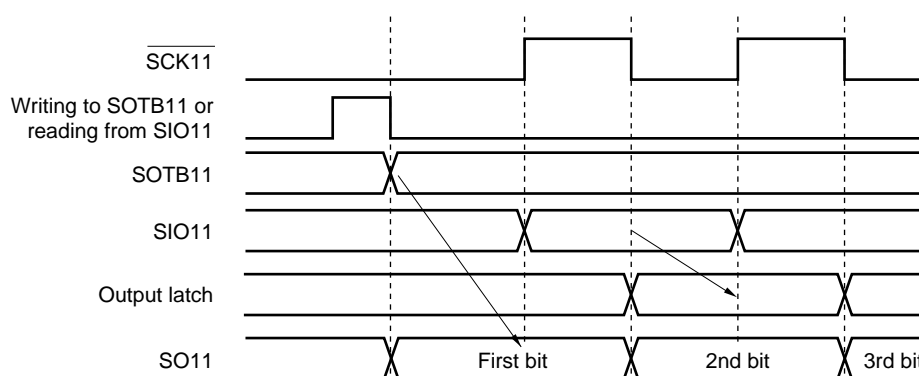 SCK11
Writing to SOTB11 or
reading from SIO11
SOTB11
SIO11
Output latch
SO11 First bit 2nd bit 3rd bit